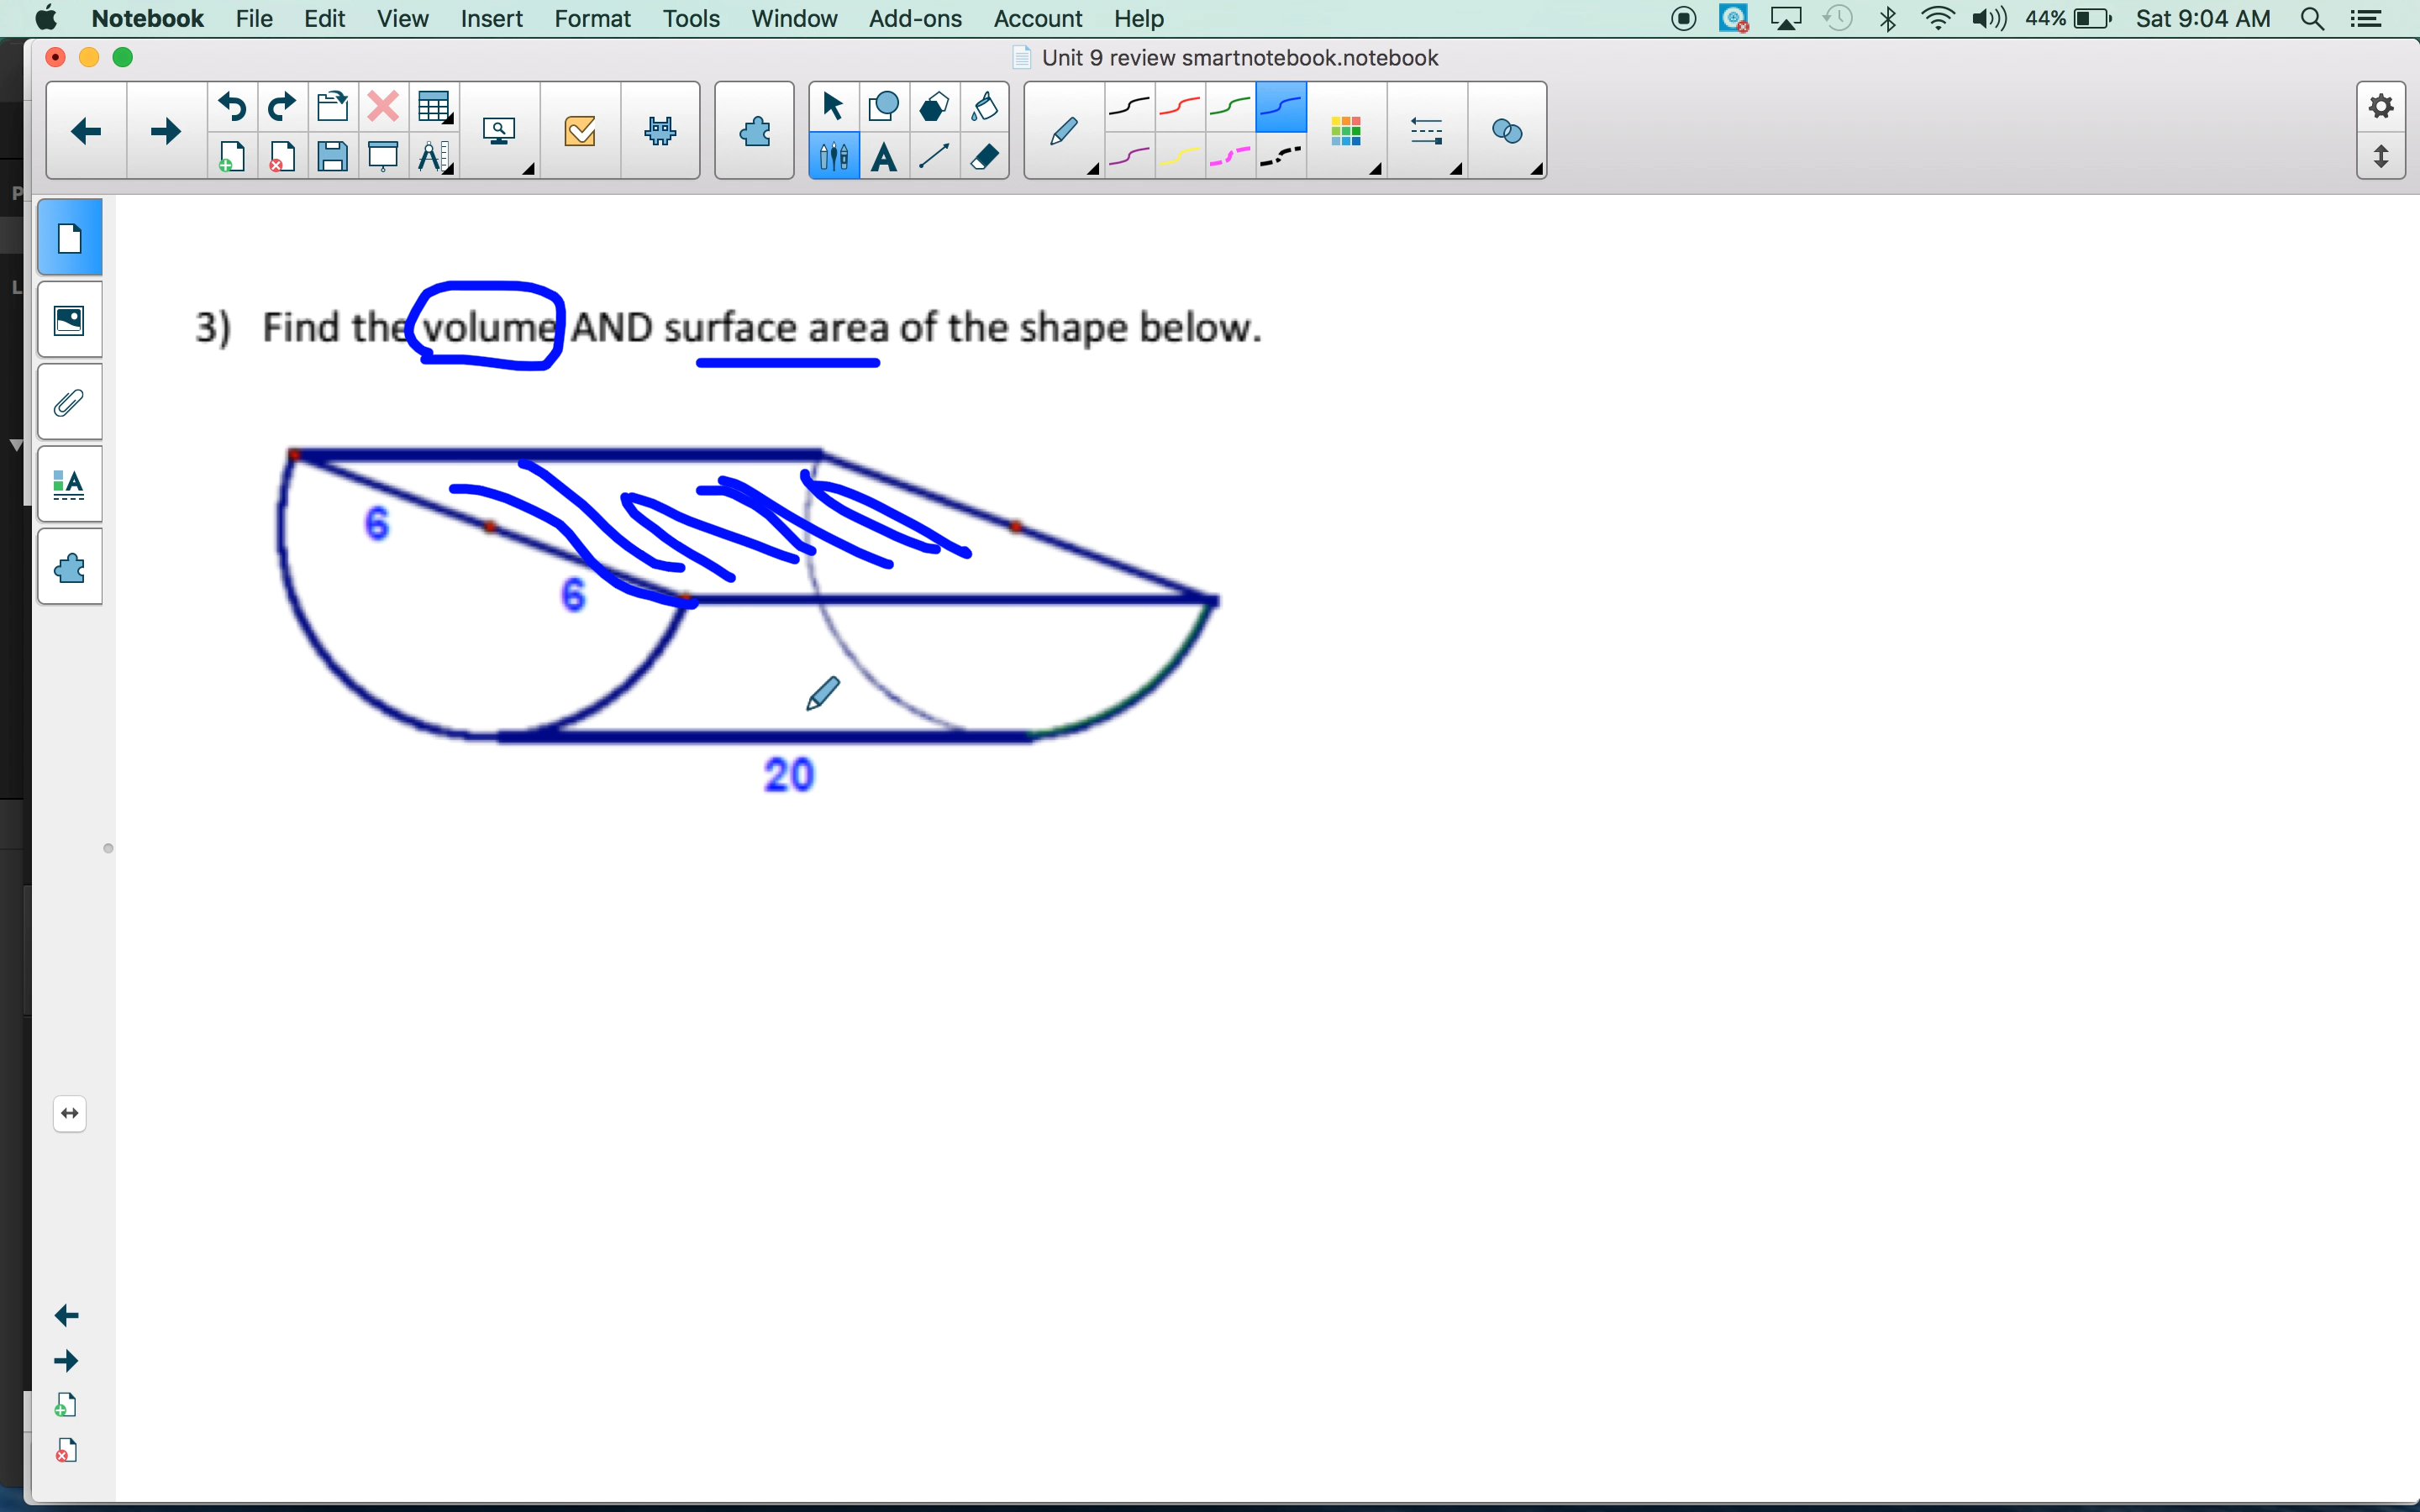 Notebook File Edit View Insert Format Tools Window Add-ons Account Help 44% Sat 9:04 AM
Unit 9 review smartnotebook.notebook
A
P
L
A
3) Find the volume AND surface area of the shape below.
6
6
20